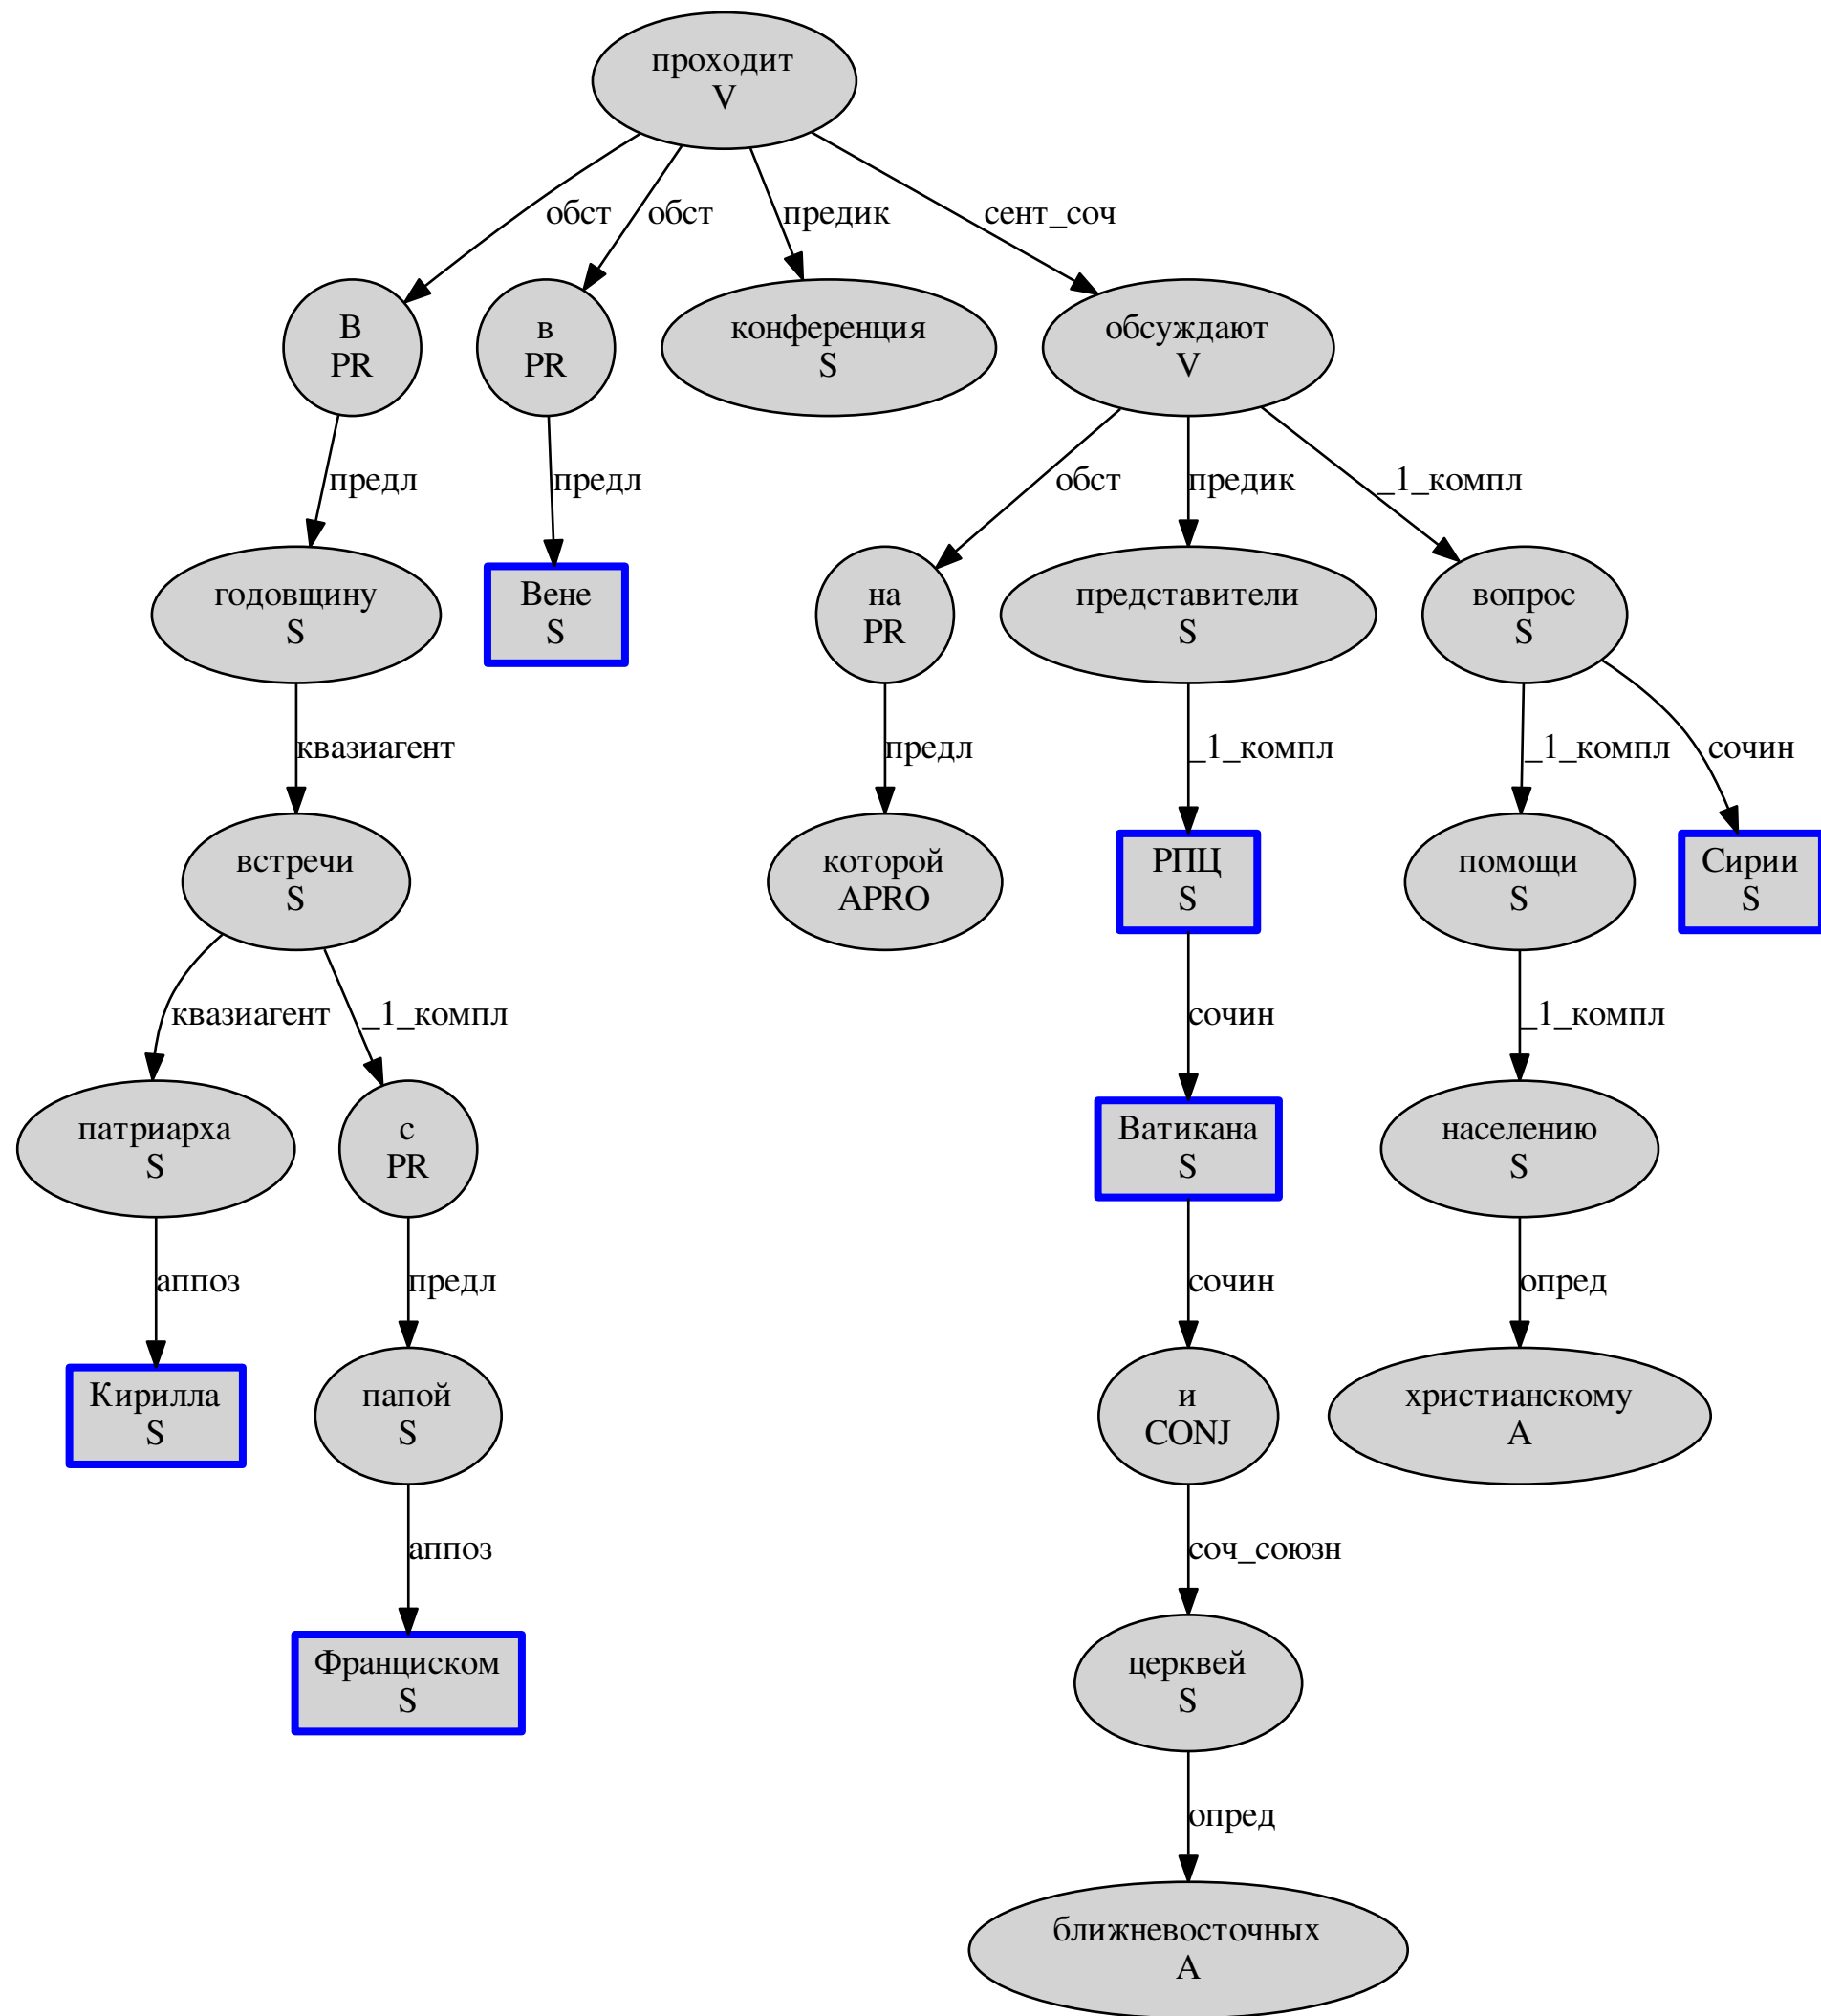 проходит
V
обст
обст
предик
сент_соч
В
PR
в
PR
конференция
S
обсуждают
V
предл
предл
обст
предик
_1_компл
годовщину
S
Вене
S
на
PR
представители
S
вопрос
S
квазиагент
предл
_1_компл
_1_компл
сочин
встречи
S
которой
APRO
РПЦ
S
помощи
S
Сирии
S
квазиагент
_1_компл
сочин
_1_компл
патриарха
S
с
PR
Ватикана
S
населению
S
аппоз
предл
сочин
опред
Кирилла
S
папой
S
и
CONJ
христианскому
A
аппоз
соч_союзн
Франциском
S
церквей
S
опред
ближневосточных
A